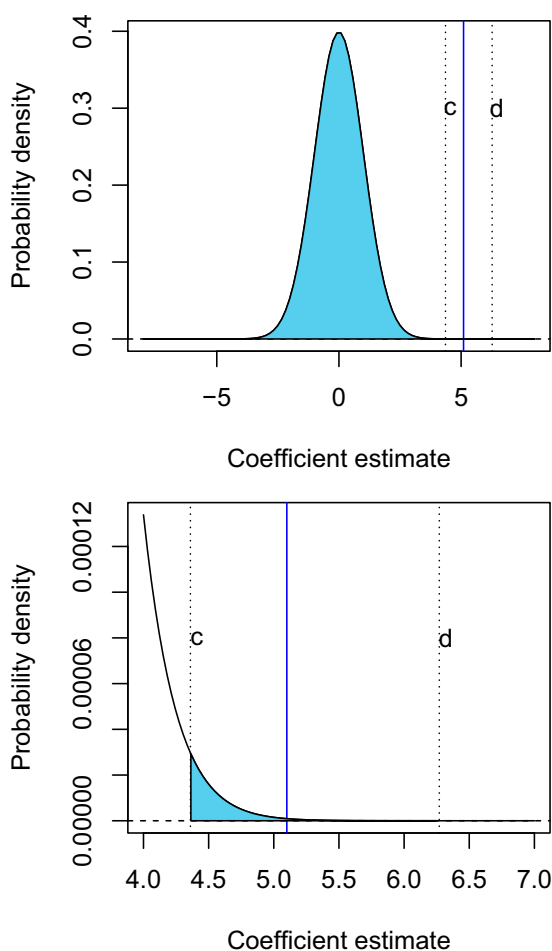 Probability density
0.4
0.3
0.2
0.1
0.0
c
d
−5
0
5
Coefficient estimate
Probability density
0.00012
0.00006
0.00000
c
d
4.0
4.5
5.0
5.5
6.0
6.5
7.0
Coefficient estimate